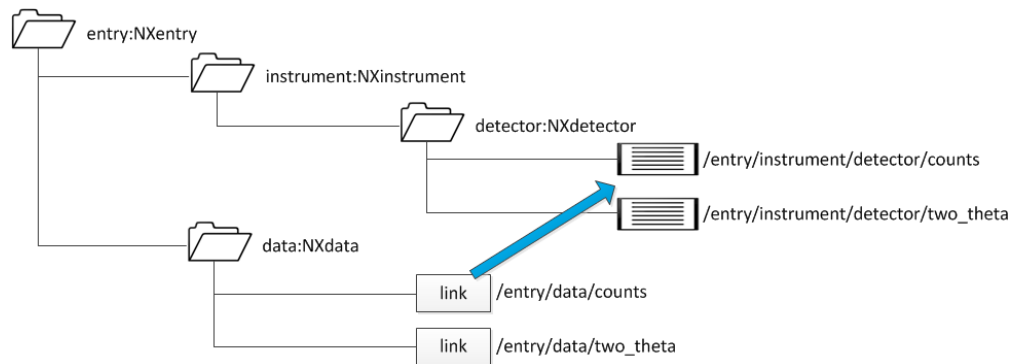 entry:NXentry
instrument:NXinstrument
detector:NXdetector
/entry/instrument/detector/counts
/entry/instrument/detector/two_theta
data:NXdata
link /entry/data/counts
link /entry/data/two_theta